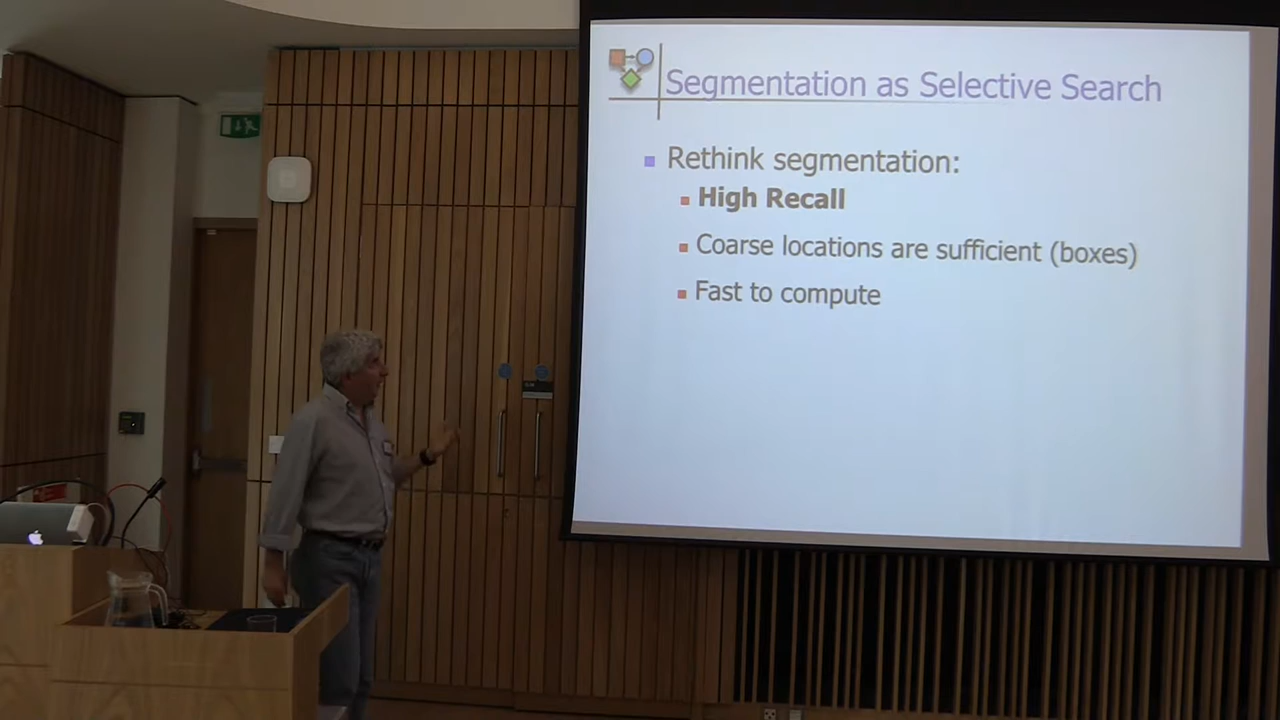 Segmentation as Selective Search
Rethink segmentation:
High Recall
Coarse locations are sufficient (boxes)
Fast to compute